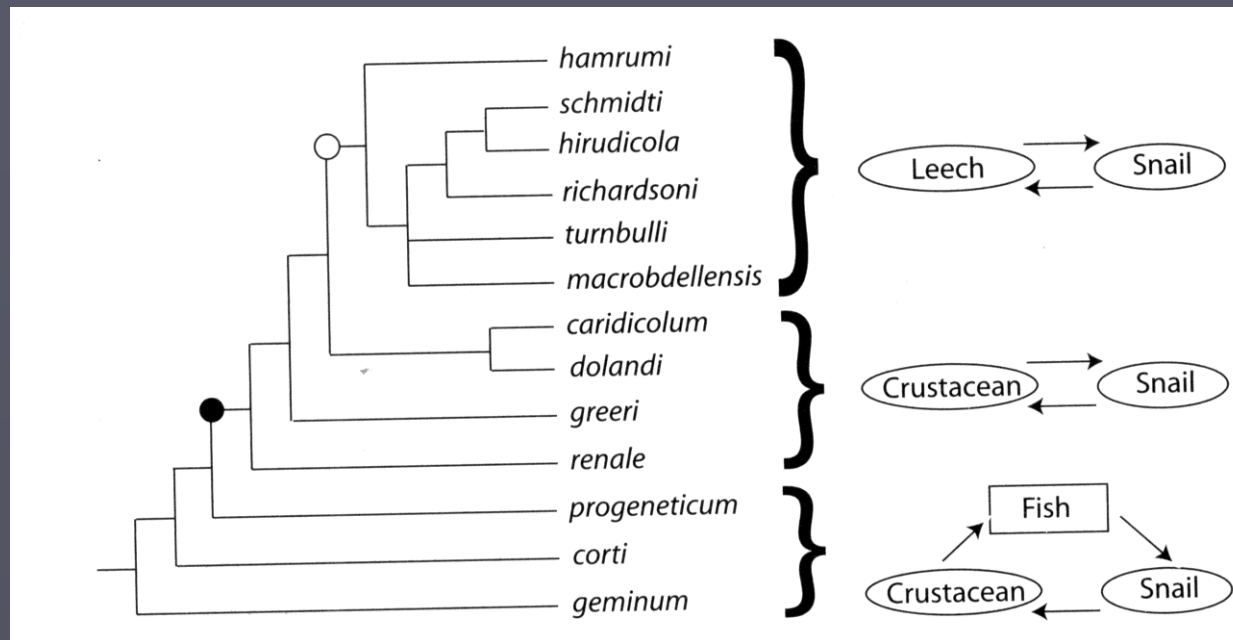 hamrumi
schmidti
hirudicola
richardsoni
turnbulli
macrobdellensis
Leech
Snail
caridicolum
dolandi
greeri
renale
Crustacean
Snail
progeneticum
corti
geminum
Fish
Crustacean
Snail